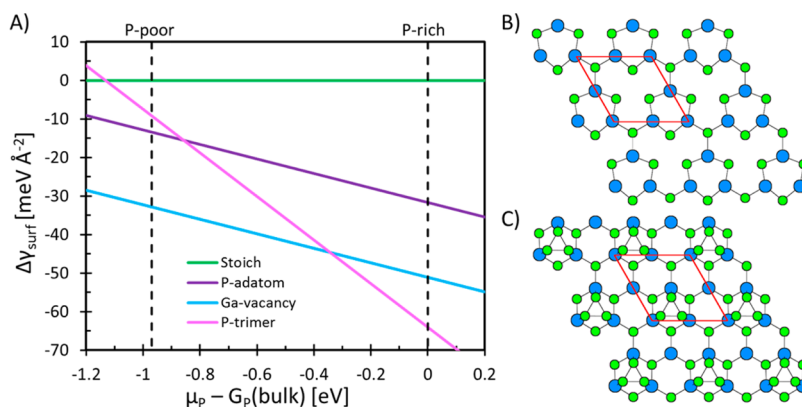 A)
P-poor
P-rich
B)
10
0
-10
-20
-30
-40
-50
-60
-70
Δγsurf [meV Å-2]
Stoich
P-adatom
Ga-vacancy
P-trimer
-1.2
-1
-0.8
-0.6
-0.4
-0.2
0
0.2
μP – GP(bulk) [eV]
C)